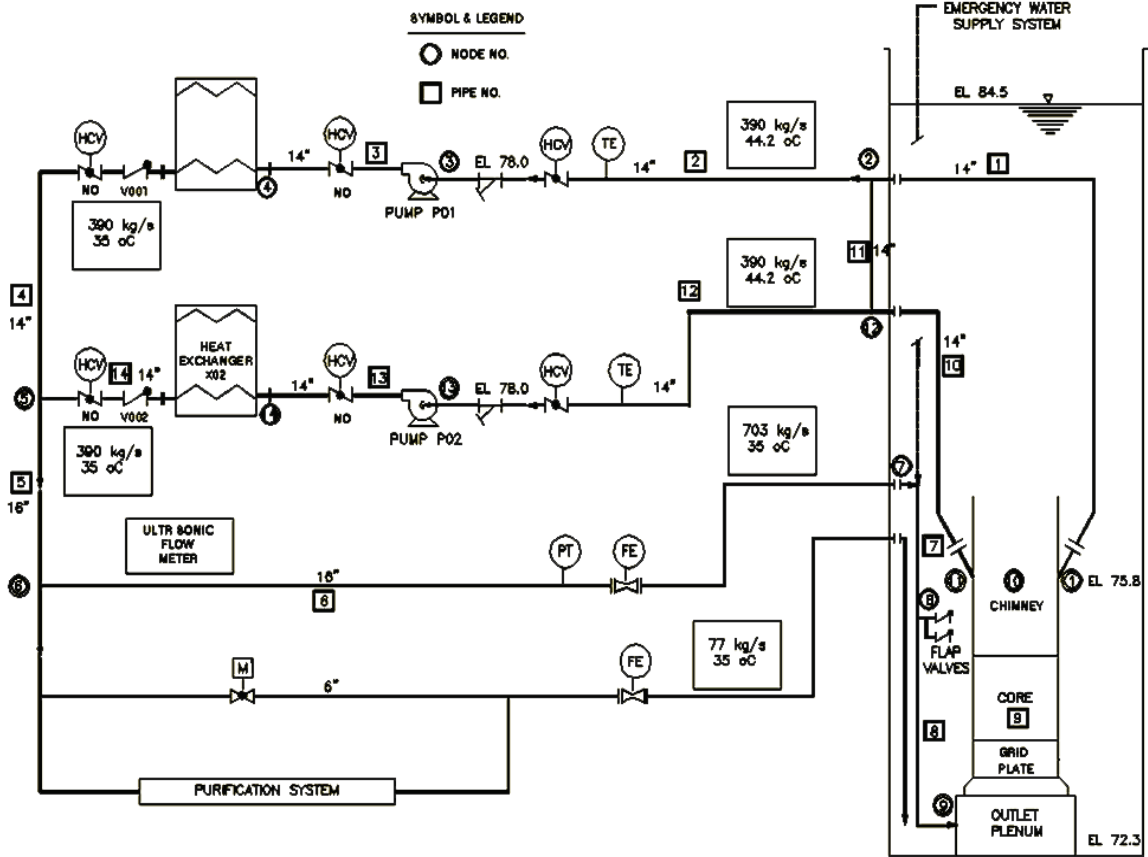 SYMBOL & LEGEND
NODE NO.
PIPE NO.
EMERGENCY WATER
SUPPLY SYSTEM
EL 84.5
HCV
HCV
HCV
TE
390 kg/s
44.2 oC
14"
3
3
EL 78.0
14"
2
2
14"
1
NO
V001
4
NO
PUMP P01
390 kg/s
35 oC
11
14"
390 kg/s
44.2 oC
4
14"
12
12
HEAT
EXCHANGER
X02
14"
10
HCV
14
14"
HCV
14"
13
13
EL 78.0
HCV
TE
14"
5
NO
V002
NO
PUMP P02
390 kg/s
35 oC
703 kg/s
35 oC
5
16"
7
ULTR SONIC
FLOW
METER
PT
FE
7
6
16"
6
1
EL 75.8
CHIMNEY
8
FLAP
VALVES
77 kg/s
35 oC
M
6"
FE
CORE
9
8
GRID
PLATE
PURIFICATION SYSTEM
9
OUTLET
PLENUM
EL 72.3